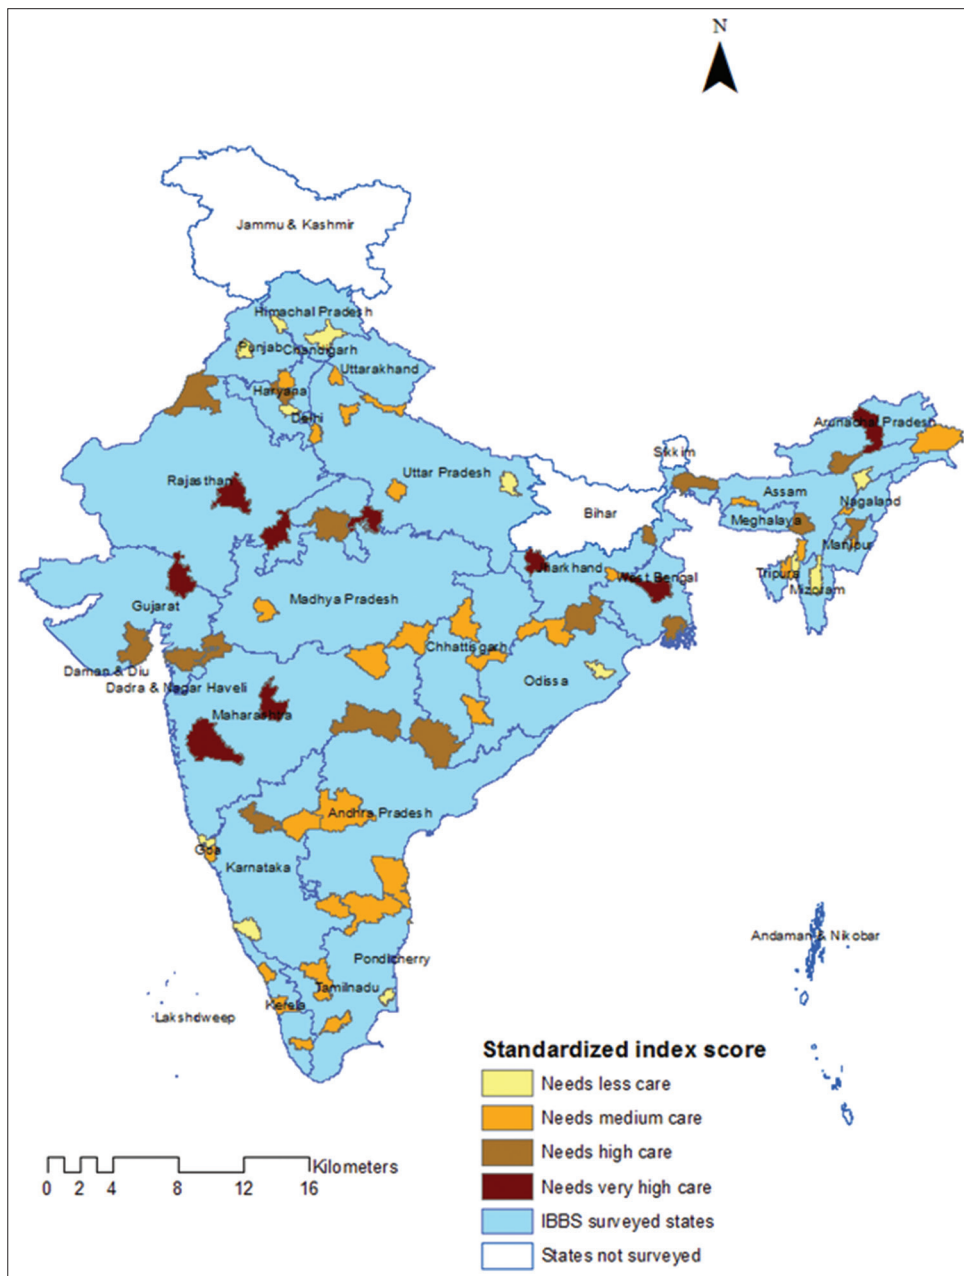 N
Jammu & Kashmir
Himachal Pradesh
Punjab
Chandigarh
Uttarakhand
Haryana
Delhi
Arunachal Pradesh
Sikkim
Rajasthan
Uttar Pradesh
Assam
Nagaland
Bihar
Meghalaya
Manipur
Jharkhand
West Bengal
Tripura
Mizoram
Gujarat
Madhya Pradesh
Chhattisgarh
Daman & Diu
Odissa
Dadra & Nagar Haveli
Maharashtra
Andhra Pradesh
Goa
Karnataka
Andaman & Nikobar
Pondicherry
Tamilnadu
Kerela
Lakshdweep
Standardized index score
Needs less care
Needs medium care
Needs high care
Needs very high care
IBBS surveyed states
States not surveyed
Kilometers
0 2 4 8 12 16